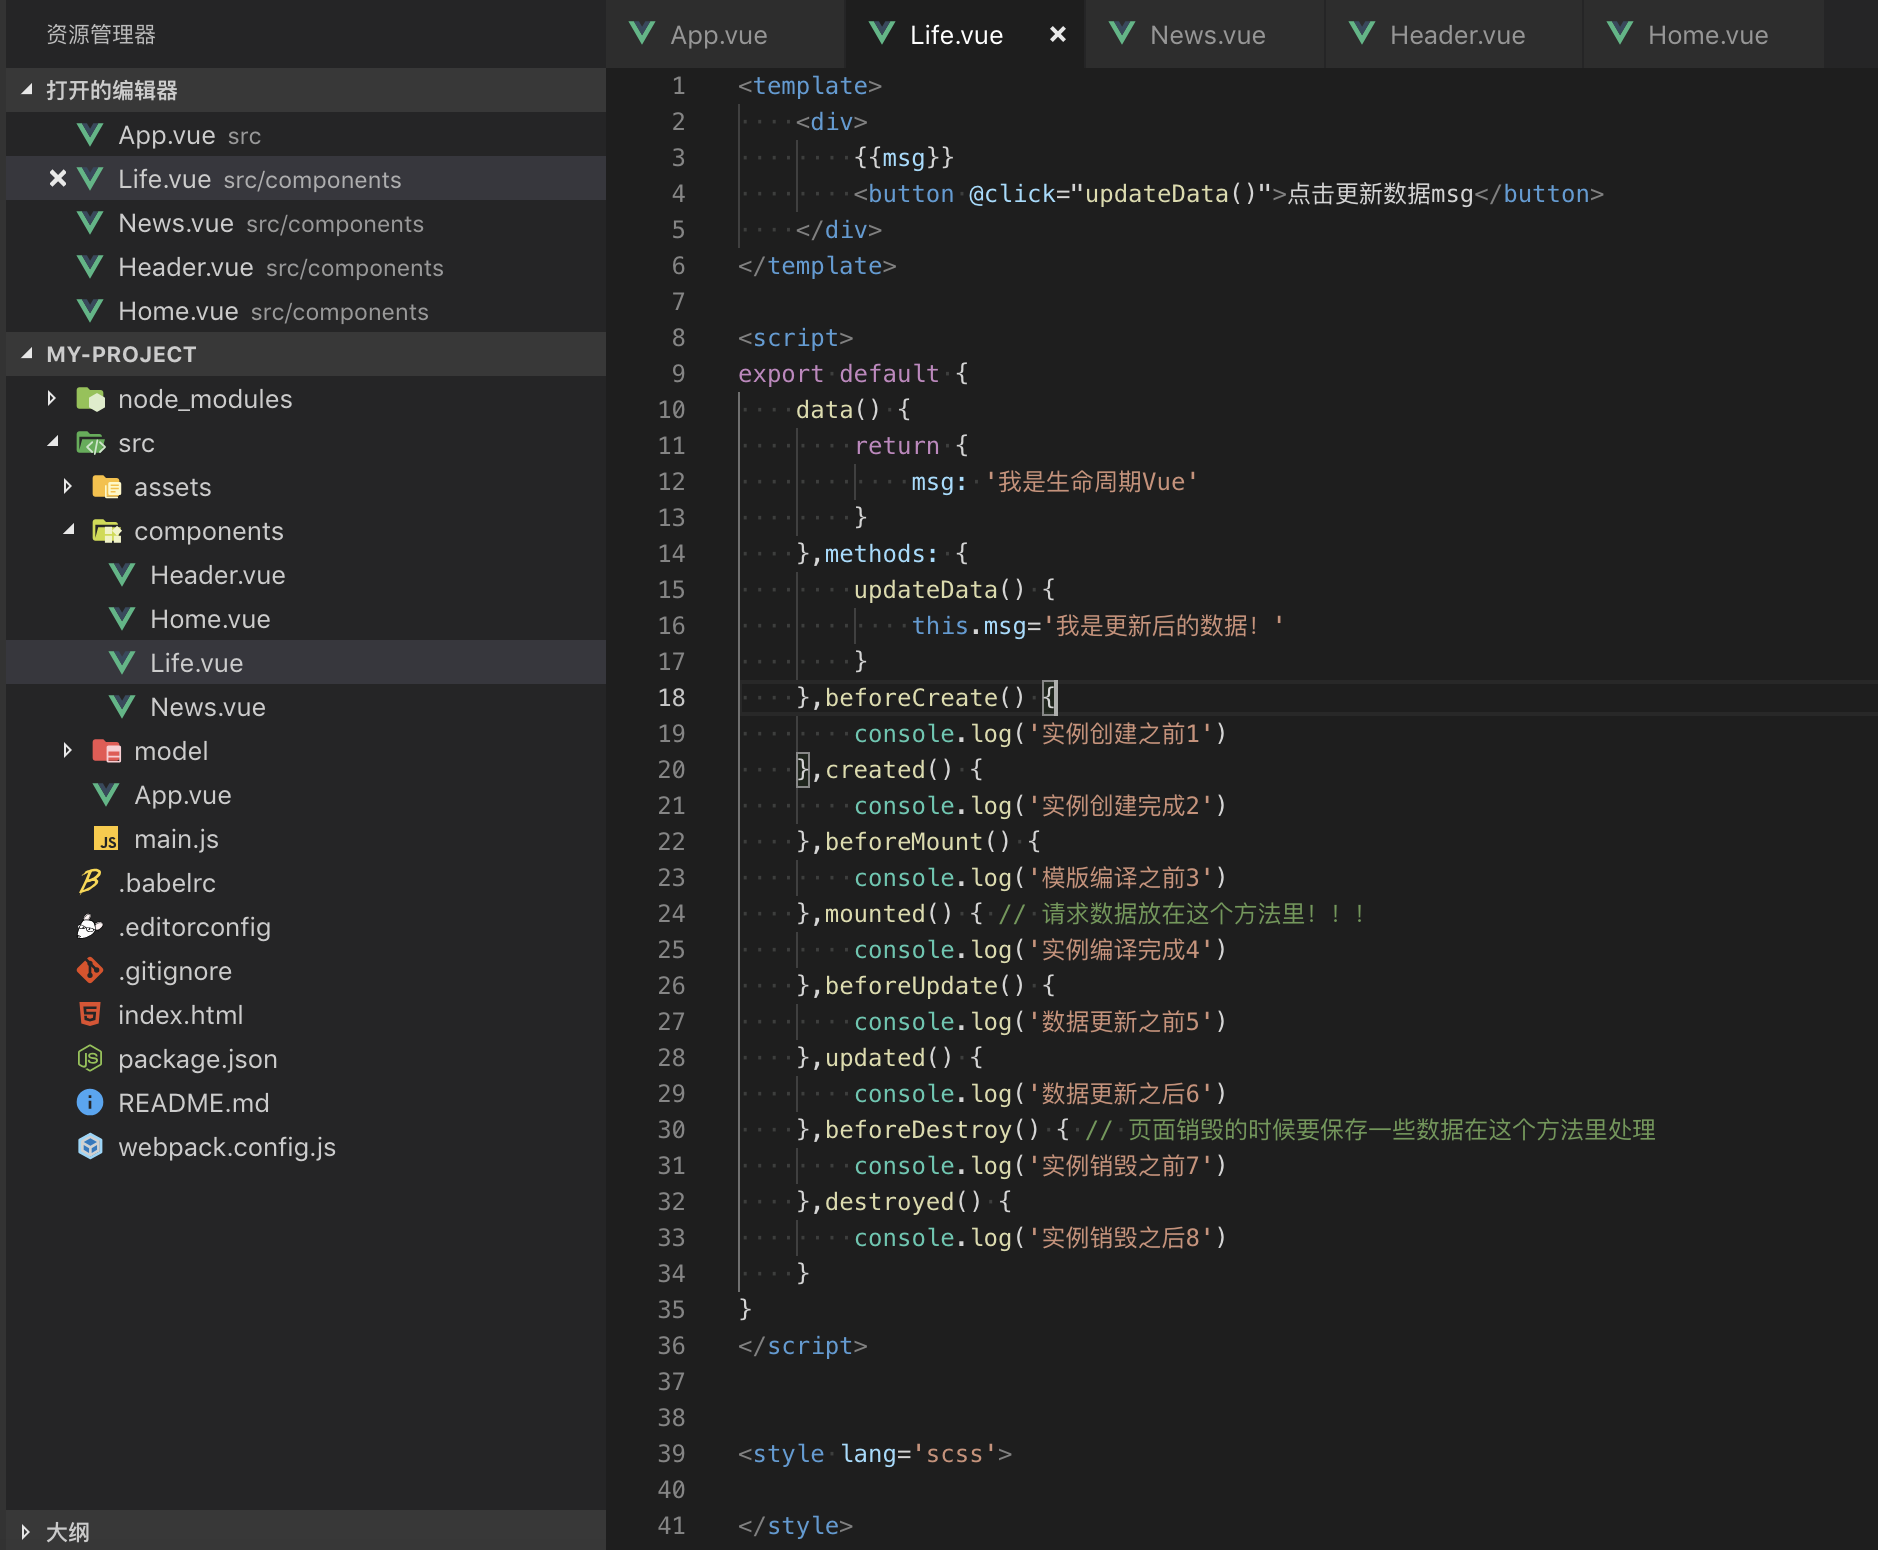 资源管理器
打开的编辑器
App.vue src
Life.vue src/components
News.vue src/components
Header.vue src/components
Home.vue src/components
MY-PROJECT
node_modules
src
assets
components
Header.vue
Home.vue
Life.vue
News.vue
model
App.vue
JS main.js
.babelrc
.editorconfig
.gitignore
index.html
package.json
README.md
webpack.config.js
大纲
App.vue Life.vue News.vue Header.vue Home.vue
1 <template>
2 <div>
3 {{msg}}
4 <button @click="updateData()">点击更新数据msg</button>
5 </div>
6 </template>
7
8 <script>
9 export default {
10 data() {
11 return {
12 msg: '我是生命周期Vue'
13 }
14 },methods: {
15 updateData() {
16 this.msg='我是更新后的数据！'
17 }
18 },beforeCreate() {
19 console.log('实例创建之前1')
20 },created() {
21 console.log('实例创建完成2')
22 },beforeMount() {
23 console.log('模版编译之前3')
24 },mounted() { // 请求数据放在这个方法里！！！
25 console.log('实例编译完成4')
26 },beforeUpdate() {
27 console.log('数据更新之前5')
28 },updated() {
29 console.log('数据更新之后6')
30 },beforeDestroy() { // 页面销毁的时候要保存一些数据在这个方法里处理
31 console.log('实例销毁之前7')
32 },destroyed() {
33 console.log('实例销毁之后8')
34 }
35 }
36 </script>
37
38
39 <style lang='scss'>
40
41 </style>